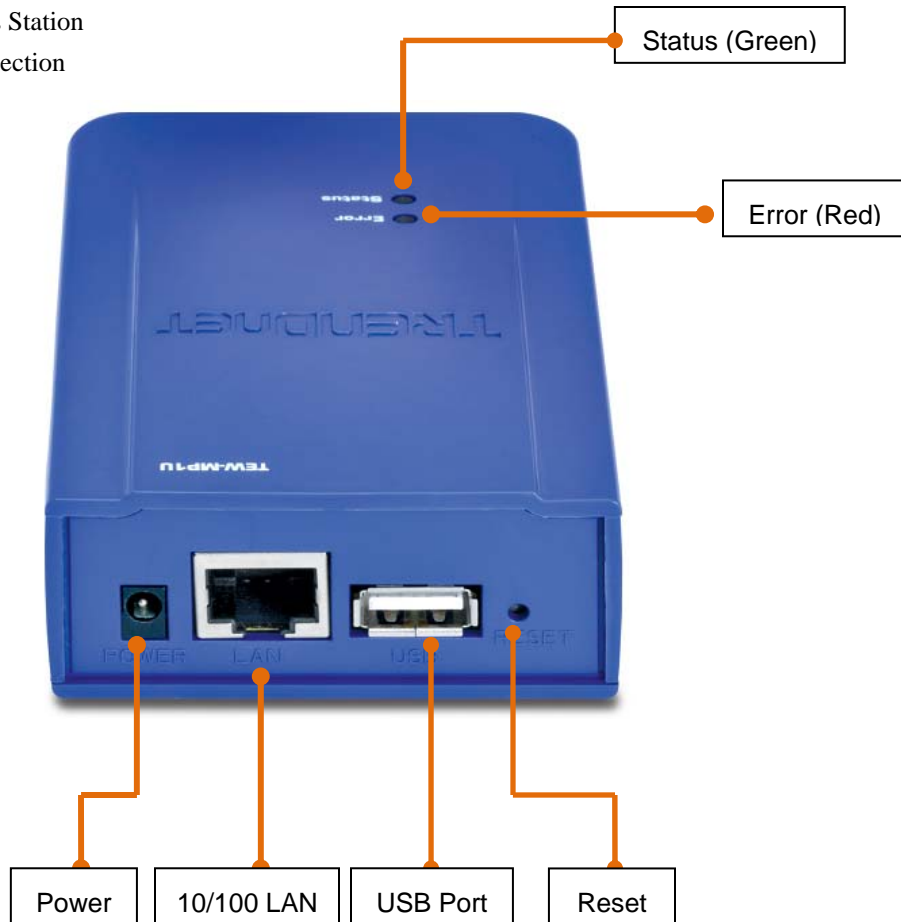 Station
ection
Status (Green)
Error (Red)
Status
Error
TRENDnet
TEW-MP1U
POWER
LAN
USB
RESET
Power
10/100 LAN
USB Port
Reset